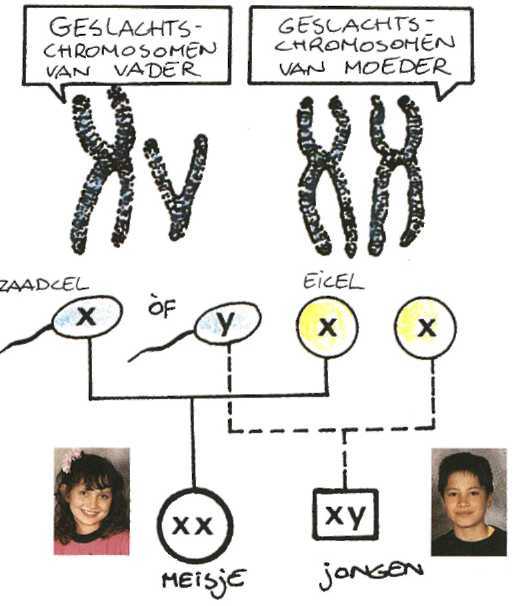 GESLACHTS-
CHROMOSOMEN
VAN VADER
GESLACHTS-
CHROMOSOMEN
VAN MOEDER
ZAADCEL
ÒF
EICEL
x
y
x
x
xx
xy
MEISJE
JONGEN